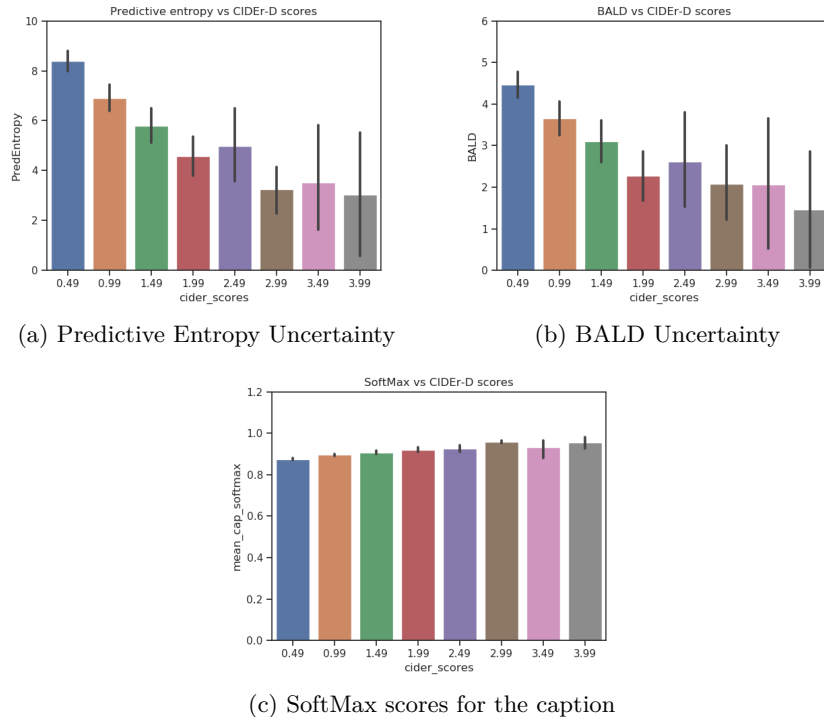 Predictive entropy vs CIDEr-D scores
10
8
6
4
2
0
PredEntropy
0.49 0.99 1.49 1.99 2.49 2.99 3.49 3.99
cider_scores
(a) Predictive Entropy Uncertainty
BALD vs CIDEr-D scores
6
5
4
3
2
1
0
BALD
0.49 0.99 1.49 1.99 2.49 2.99 3.49 3.99
cider_scores
(b) BALD Uncertainty
SoftMax vs CIDEr-D scores
1.2
1.0
0.8
0.6
0.4
0.2
0.0
mean_cap_softmax
0.49 0.99 1.49 1.99 2.49 2.99 3.49 3.99
cider_scores
(c) SoftMax scores for the caption